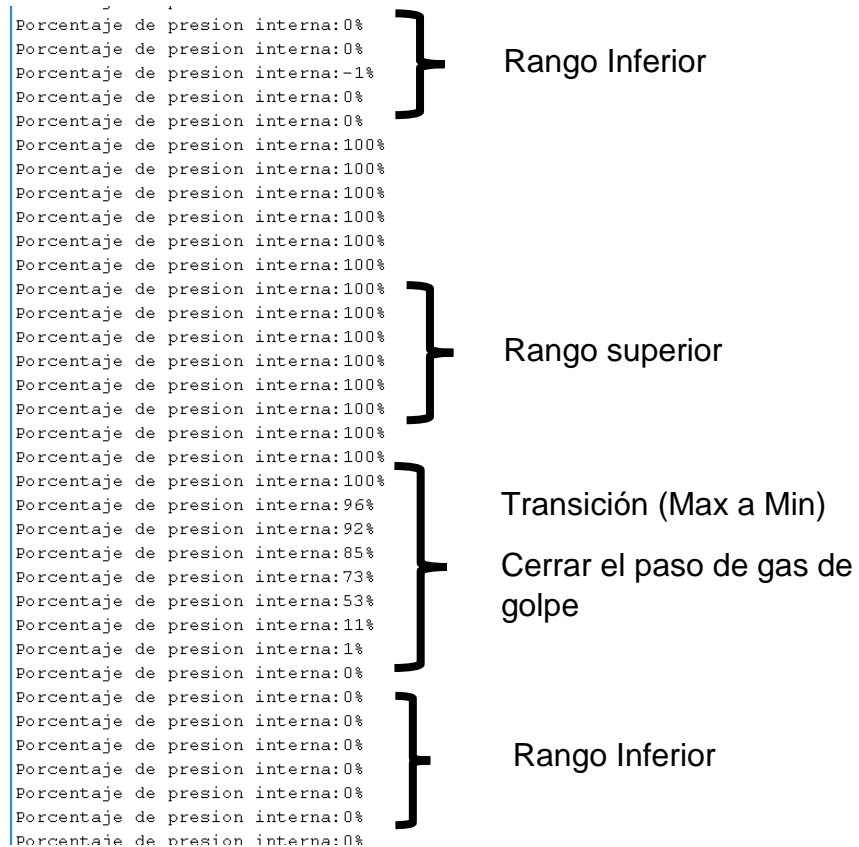 Porcentaje de presion interna:0%
Porcentaje de presion interna:0%
Porcentaje de presion interna:-1%
Porcentaje de presion interna:0%
Porcentaje de presion interna:0%
Rango Inferior
Porcentaje de presion interna:100%
Porcentaje de presion interna:100%
Porcentaje de presion interna:100%
Porcentaje de presion interna:100%
Porcentaje de presion interna:100%
Porcentaje de presion interna:100%
Porcentaje de presion interna:100%
Porcentaje de presion interna:100%
Porcentaje de presion interna:100%
Porcentaje de presion interna:100%
Porcentaje de presion interna:100%
Porcentaje de presion interna:100%
Rango superior
Porcentaje de presion interna:100%
Porcentaje de presion interna:100%
Porcentaje de presion interna:100%
Porcentaje de presion interna:96%
Porcentaje de presion interna:92%
Porcentaje de presion interna:85%
Porcentaje de presion interna:73%
Porcentaje de presion interna:53%
Porcentaje de presion interna:11%
Porcentaje de presion interna:1%
Porcentaje de presion interna:0%
Transición (Max a Min)
Cerrar el paso de gas de
golpe
Porcentaje de presion interna:0%
Porcentaje de presion interna:0%
Porcentaje de presion interna:0%
Porcentaje de presion interna:0%
Porcentaje de presion interna:0%
Porcentaje de presion interna:0%
Rango Inferior
Porcentaje de presion interna:0%